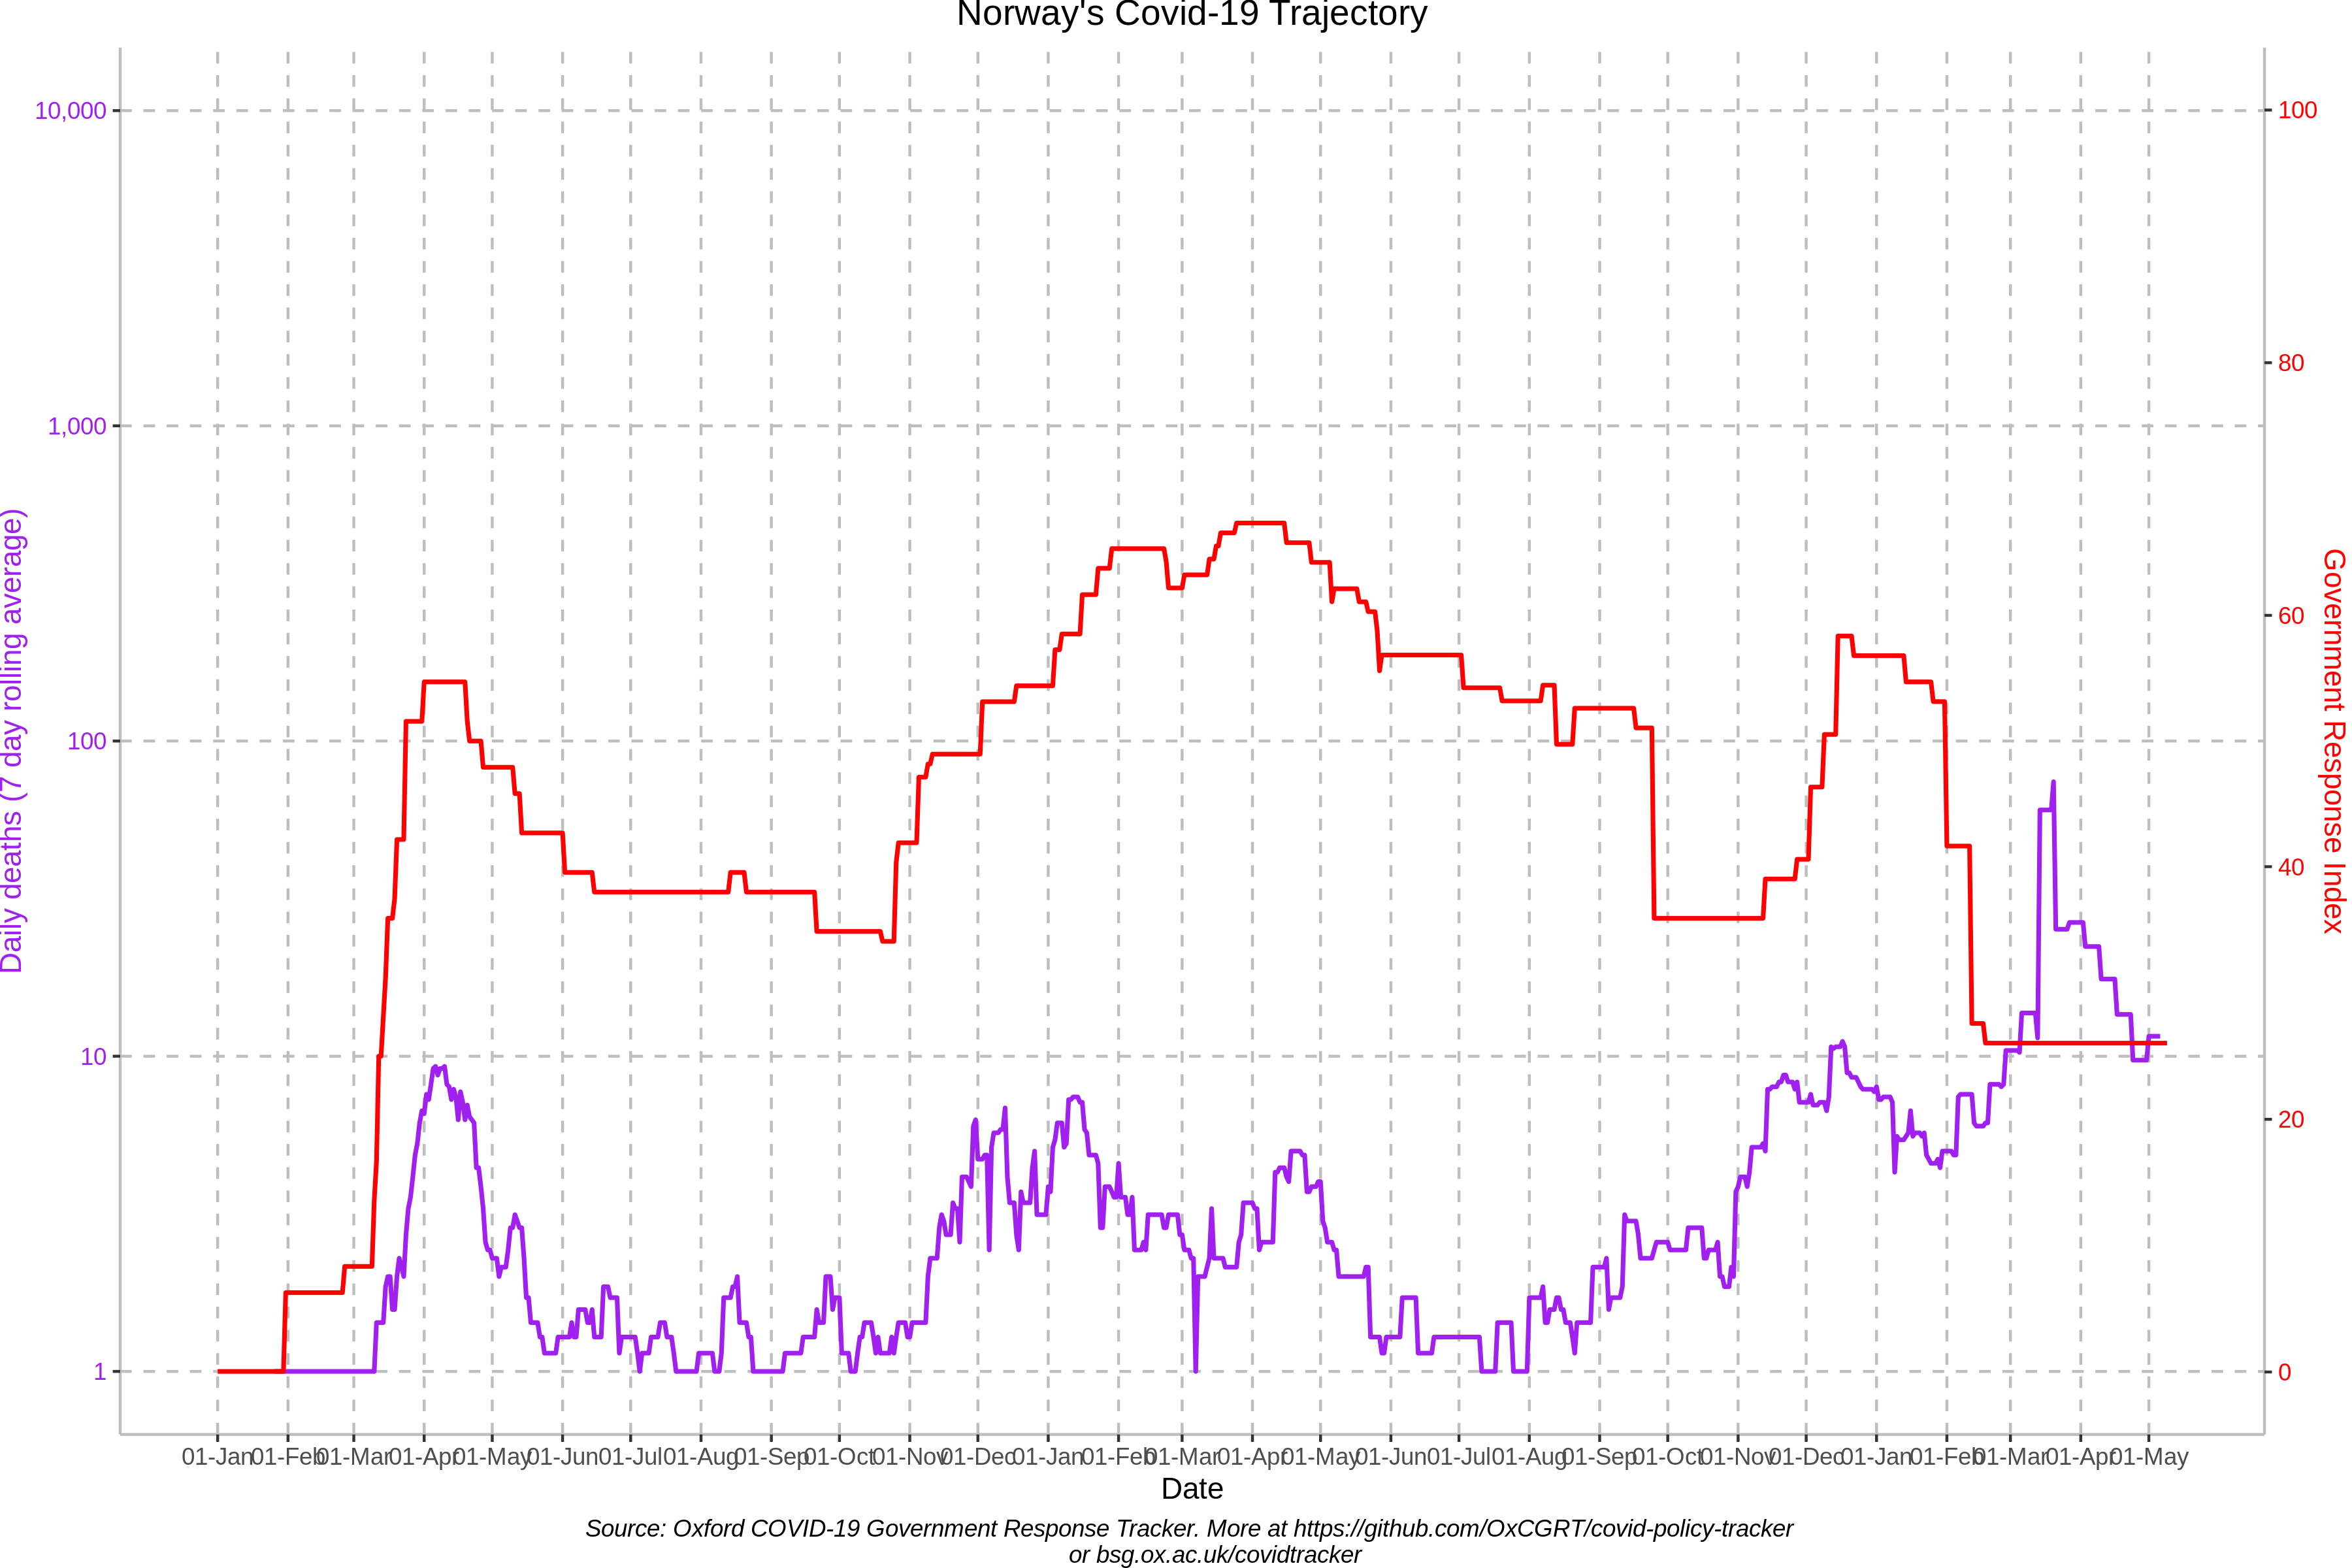 Norway's Covid-19 Trajectory
10,000
1,000
100
10
1
Daily deaths (7 day rolling average)
100
80
60
40
20
0
Government Response Index
01-Jan 01-Feb 01-Mar 01-Apr 01-May 01-Jun 01-Jul 01-Aug 01-Sep 01-Oct 01-Nov 01-Dec 01-Jan 01-Feb 01-Mar 01-Apr 01-May 01-Jun 01-Jul 01-Aug 01-Sep 01-Oct 01-Nov 01-Dec 01-Jan 01-Feb 01-Mar 01-Apr 01-May
Date
Source: Oxford COVID-19 Government Response Tracker. More at https://github.com/OxCGRT/covid-policy-tracker
or bsg.ox.ac.uk/covidtracker